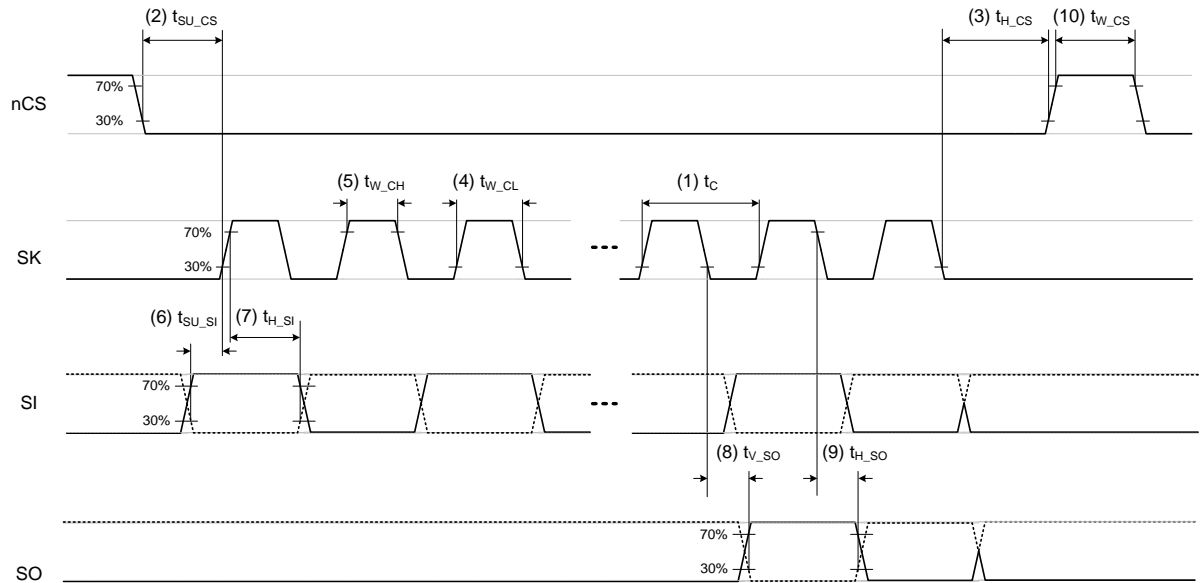 (2) tSU_CS
(3) tH_CS
(10) tW_CS
nCS
70%
30%
(5) tW_CH
(4) tW_CL
(1) tC
SK
70%
30%
(6) tSU_SI
(7) tH_SI
SI
70%
30%
(8) tV_SO
(9) tH_SO
SO
70%
30%